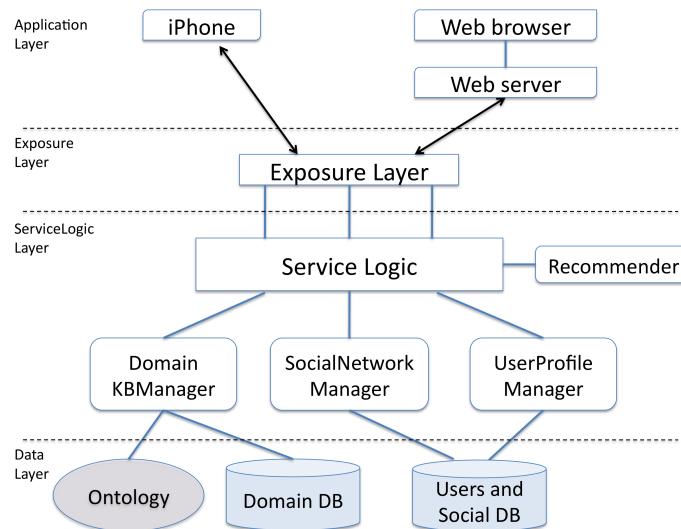 Application
Layer
iPhone
Web browser
Web server
Exposure
Layer
Exposure Layer
ServiceLogic
Layer
Service Logic
Recommender
Domain
KBManager
SocialNetwork
Manager
UserProfile
Manager
Data
Layer
Ontology
Domain DB
Users and
Social DB